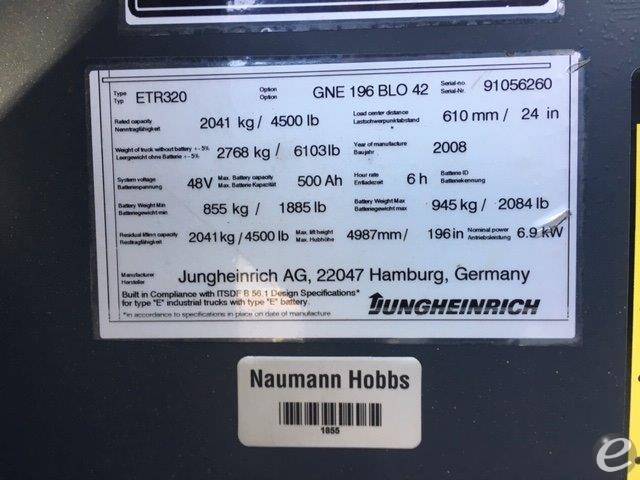 Type Typ ETR320 Option Option GNE 196 BLO 42 Serial-no. Serial-Nr. 91056260
Rated capacity Nenntragfähigkeit 2041 kg / 4500 lb Load center distance Lastschwerpunktabstand 610 mm / 24 in
Weight of truck without battery +-5% Leergewicht ohne Batterie +-5% 2768 kg / 6103lb Year of manufacture Baujahr 2008
System voltage Batteriespannung 48V Max. Battery capacity Max. Batterie Kapazität 500 Ah Hour rate Entladezeit 6 h Batterie ID Batteriekennung
Battery Weight Min Batteriegewicht min 855 kg / 1885 lb Battery Weight Max Batteriegewicht max 945 kg / 2084 lb
Residual liften capacity Resttragfähigkeit 2041 kg / 4500 lb Max. lift height Max. Hubhöhe 4987mm / 196 in Nominal power Antriebsleistung 6.9 kW
Manufacturer Hersteller Jungheinrich AG, 22047 Hamburg, Germany
Built in Compliance with ITSDF B 56.1 Design Specifications*
for type "E" industrial trucks with type "E" battery.
JUNGHEINRICH
*in accordance to specifications in place on date of manufacture
Naumann Hobbs
1855
e